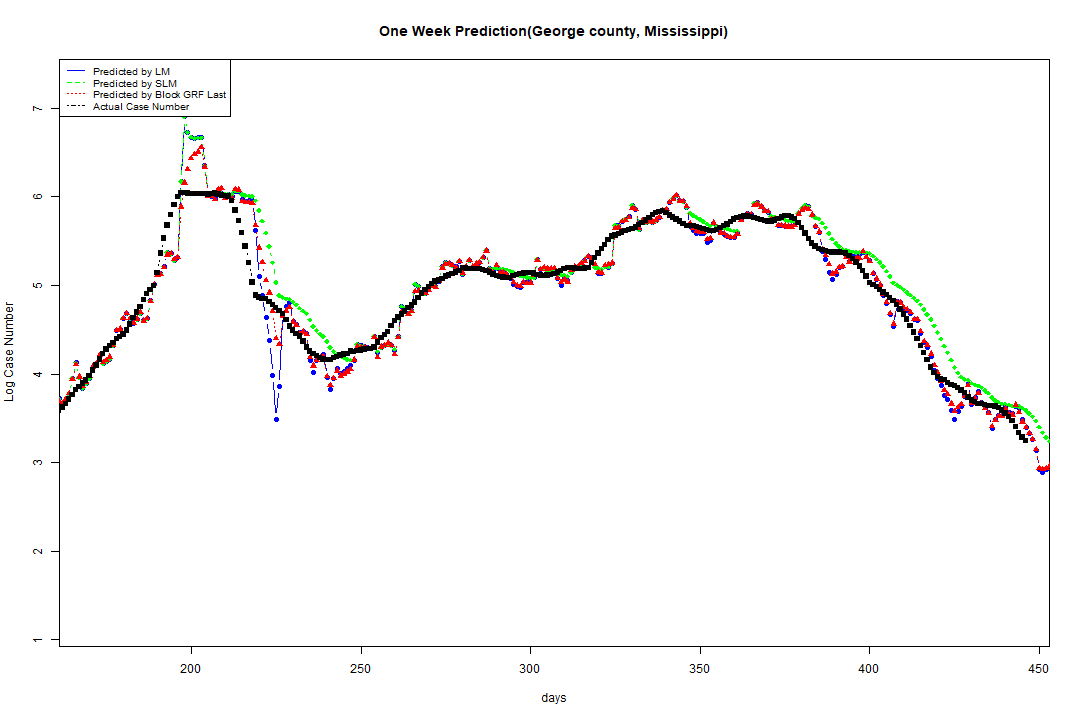 One Week Prediction(George county, Mississippi)
Predicted by LM
Predicted by SLM
Predicted by Block GRF Last
Actual Case Number
7
6
5
4
3
2
1
Log Case Number
200 250 300 350 400 450
days